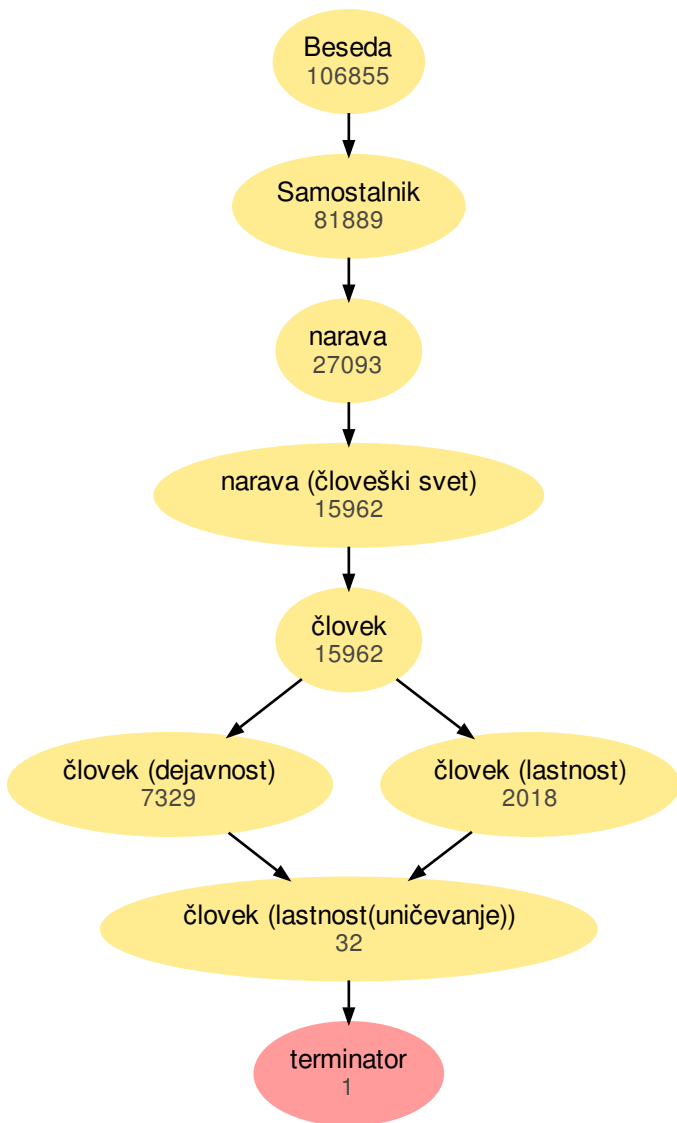 Beseda
106855
Samostalnik
81889
narava
27093
narava (človeški svet)
15962
človek
15962
človek (dejavnost)
7329
človek (lastnost)
2018
človek (lastnost(uničevanje))
32
terminator
1